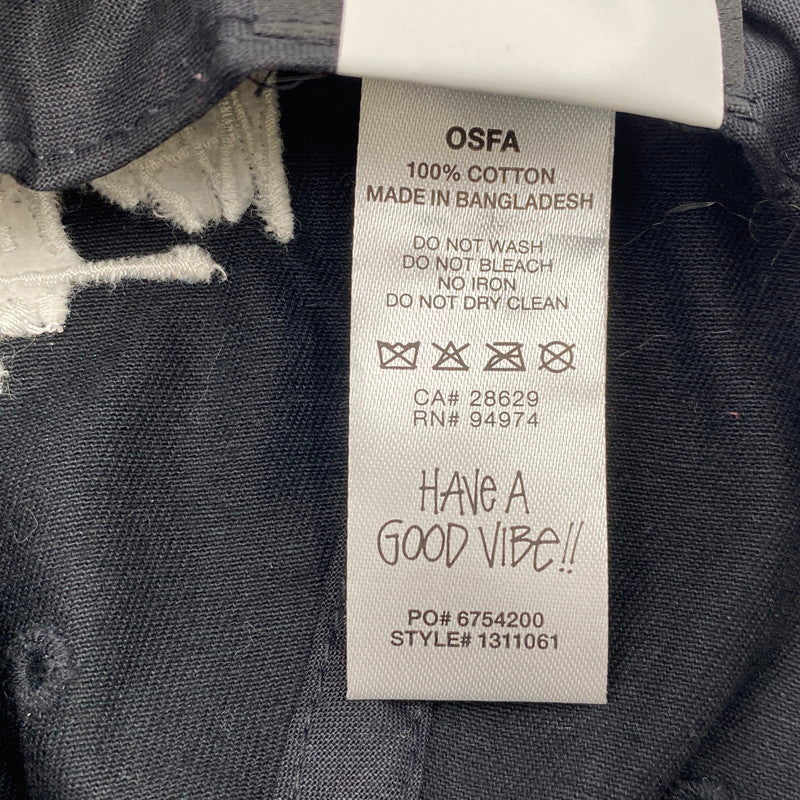 OSFA
100% COTTON
MADE IN BANGLADESH
DO NOT WASH
DO NOT BLEACH
NO IRON
DO NOT DRY CLEAN
CA# 28629
RN# 94974
HAVe A
GOOD VIBe!!
PO# 6754200
STYLE# 1311061